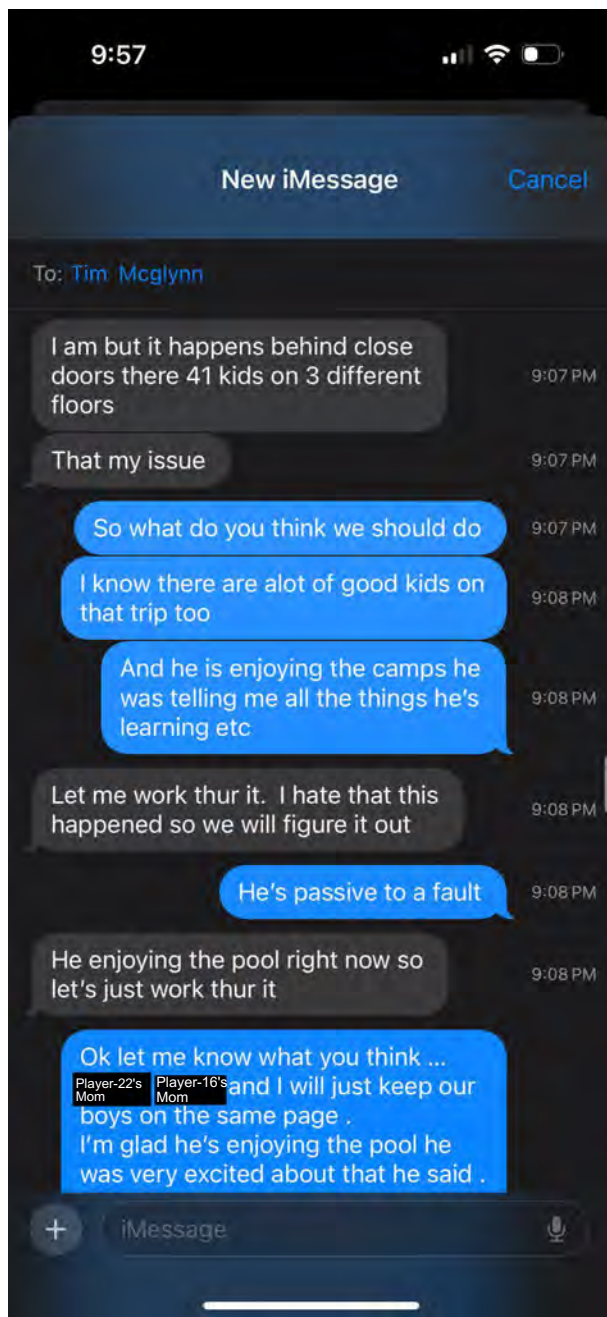 9:57
New iMessage
Cancel
To: Tim Mcglynn
I am but it happens behind close
doors there 41 kids on 3 different
floors
9:07 PM
That my issue
9:07 PM
So what do you think we should do
9:07 PM
I know there are alot of good kids on
that trip too
9:08 PM
And he is enjoying the camps he
was telling me all the things he's
learning etc
9:08 PM
Let me work thur it.  I hate that this
happened so we will figure it out
9:08 PM
He's passive to a fault
9:08 PM
He enjoying the pool right now so
let's just work thur it
9:08 PM
Ok let me know what you think ...
Player-22's Mom Player-16's Mom and I will just keep our
boys on the same page .
I'm glad he's enjoying the pool he
was very excited about that he said .
iMessage